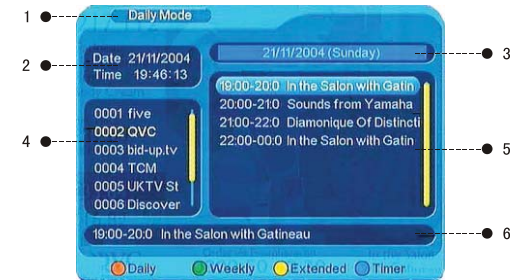 1 Daily Mode
2 Date 21/11/2004
Time 19:46:13
21/11/2004 (Sunday) 3
4 0001 five
0002 QVC
0003 bid-up.tv
0004 TCM
0005 UKTV St
0006 Discover
19:00-20:0 In the Salon with Gatin
20:00-21:0 Sounds from Yamaha
21:00-22:0 Diamonique Of Distincti
22:00-00:0 In the Salon with Gatin
5
19:00-20:0 In the Salon with Gatineau 6
Daily Weekly Extended Timer